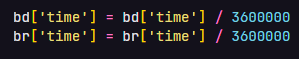 bd['time'] = bd['time'] / 3600000
br['time'] = br['time'] / 3600000